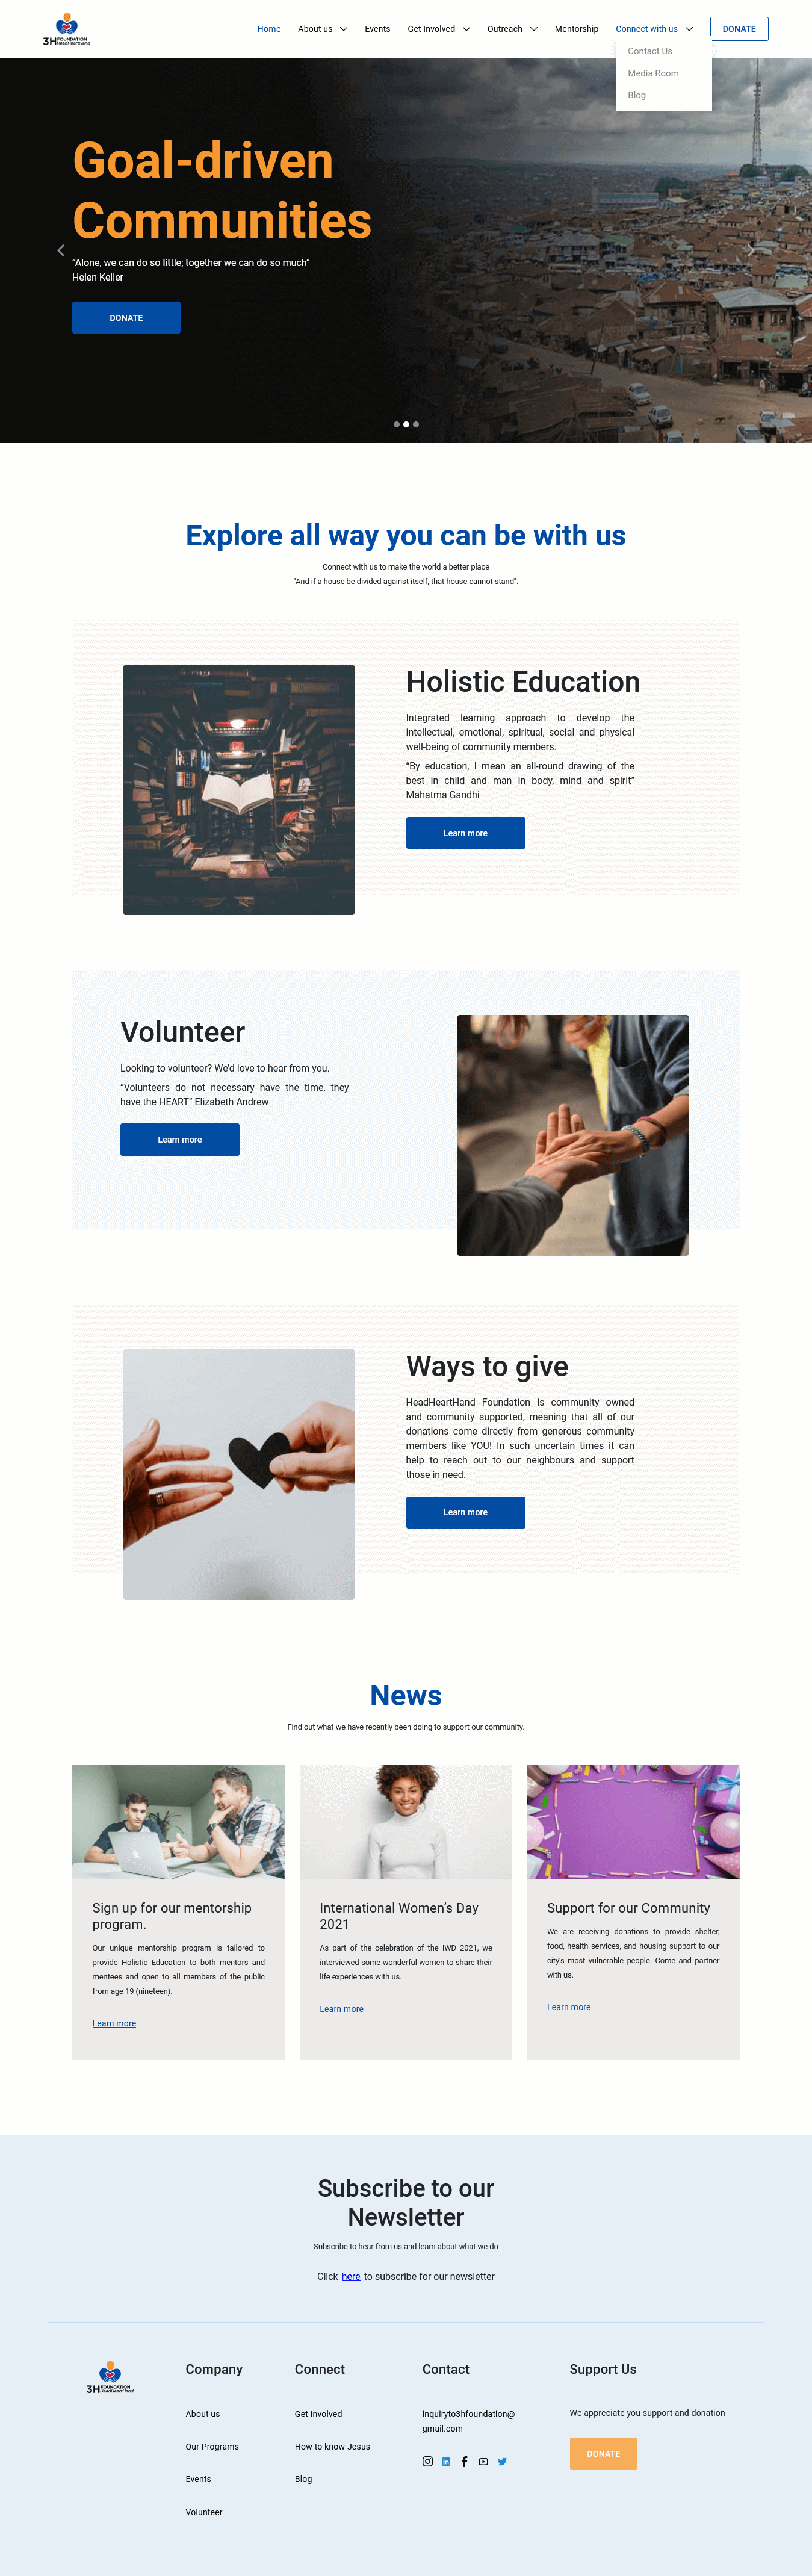 3H FOUNDATION
HeadHeartHand
Home About us Events Get Involved Outreach Mentorship Connect with us DONATE
Contact Us
Media Room
Blog
Goal-driven
Communities
“Alone, we can do so little; together we can do so much”
Helen Keller
DONATE
Explore all way you can be with us
Connect with us to make the world a better place
"And if a house be divided against itself, that house cannot stand".
Holistic Education
Integrated learning approach to develop the
intellectual, emotional, spiritual, social and physical
well-being of community members.
“By education, I mean an all-round drawing of the
best in child and man in body, mind and spirit”
Mahatma Gandhi
Learn more
Volunteer
Looking to volunteer? We'd love to hear from you.
“Volunteers do not necessary have the time, they
have the HEART” Elizabeth Andrew
Learn more
Ways to give
HeadHeartHand Foundation is community owned
and community supported, meaning that all of our
donations come directly from generous community
members like YOU! In such uncertain times it can
help to reach out to our neighbours and support
those in need.
Learn more
News
Find out what we have recently been doing to support our community.
Sign up for our mentorship
program.
Our unique mentorship program is tailored to
provide Holistic Education to both mentors and
mentees and open to all members of the public
from age 19 (nineteen).
Learn more
International Women’s Day
2021
As part of the celebration of the IWD 2021, we
interviewed some wonderful women to share their
life experiences with us.
Learn more
Support for our Community
We are receiving donations to provide shelter,
food, health services, and housing support to our
city's most vulnerable people. Come and partner
with us.
Learn more
Subscribe to our
Newsletter
Subscribe to hear from us and learn about what we do
Click here to subscribe for our newsletter
3H FOUNDATION
HeadHeartHand
Company
About us
Our Programs
Events
Volunteer
Connect
Get Involved
How to know Jesus
Blog
Contact
inquiryto3hfoundation@
gmail.com
Support Us
We appreciate you support and donation
DONATE